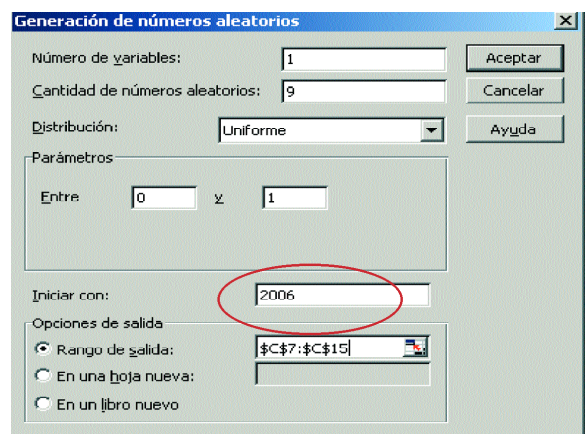 Generación de números aleatorios
Número de variables: 1 Aceptar
Cantidad de números aleatorios: 9 Cancelar
Distribución: Uniforme Ayuda
Parámetros
Entre 0 y 1
Iniciar con: 2006
Opciones de salida
Rango de salida: $C$7:$C$15
En una hoja nueva:
En un libro nuevo